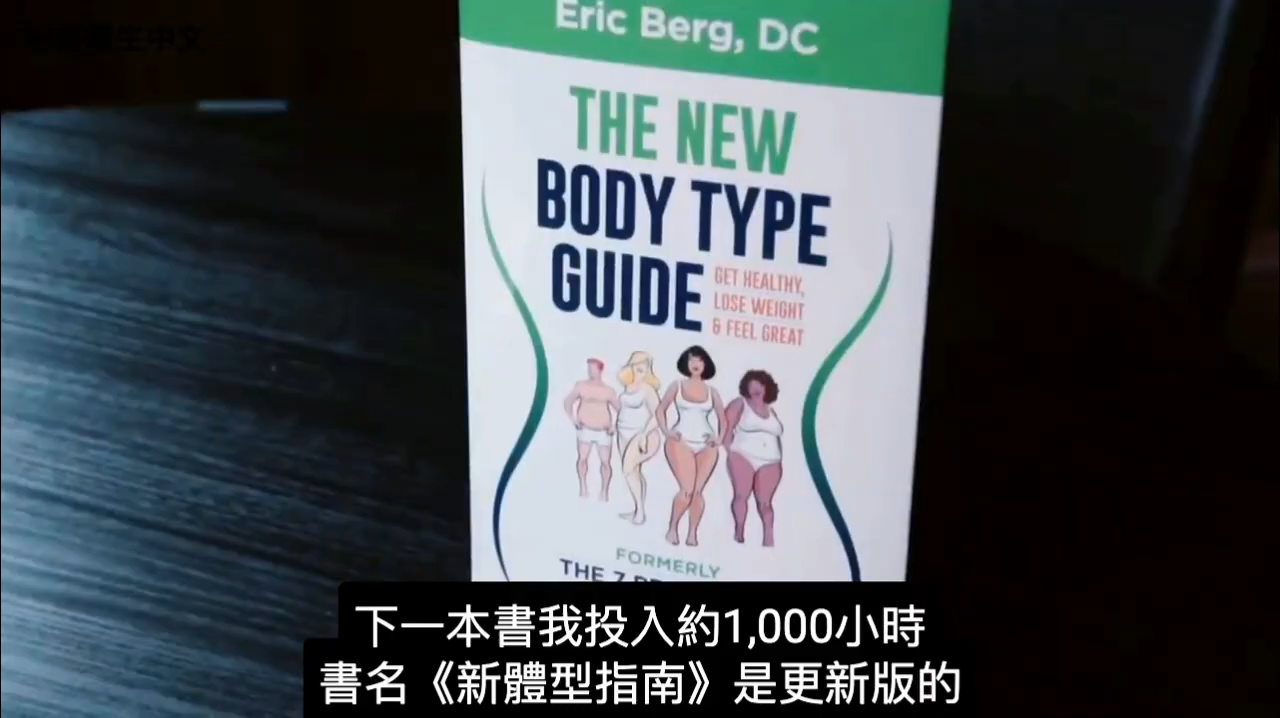 Eric Berg, DC
THE NEW
BODY TYPE
GUIDE
GET HEALTHY,
LOSE WEIGHT
& FEEL GREAT
FORMERLY
THE 7
下一本書我投入約1,000小時
書名《新體型指南》是更新版的